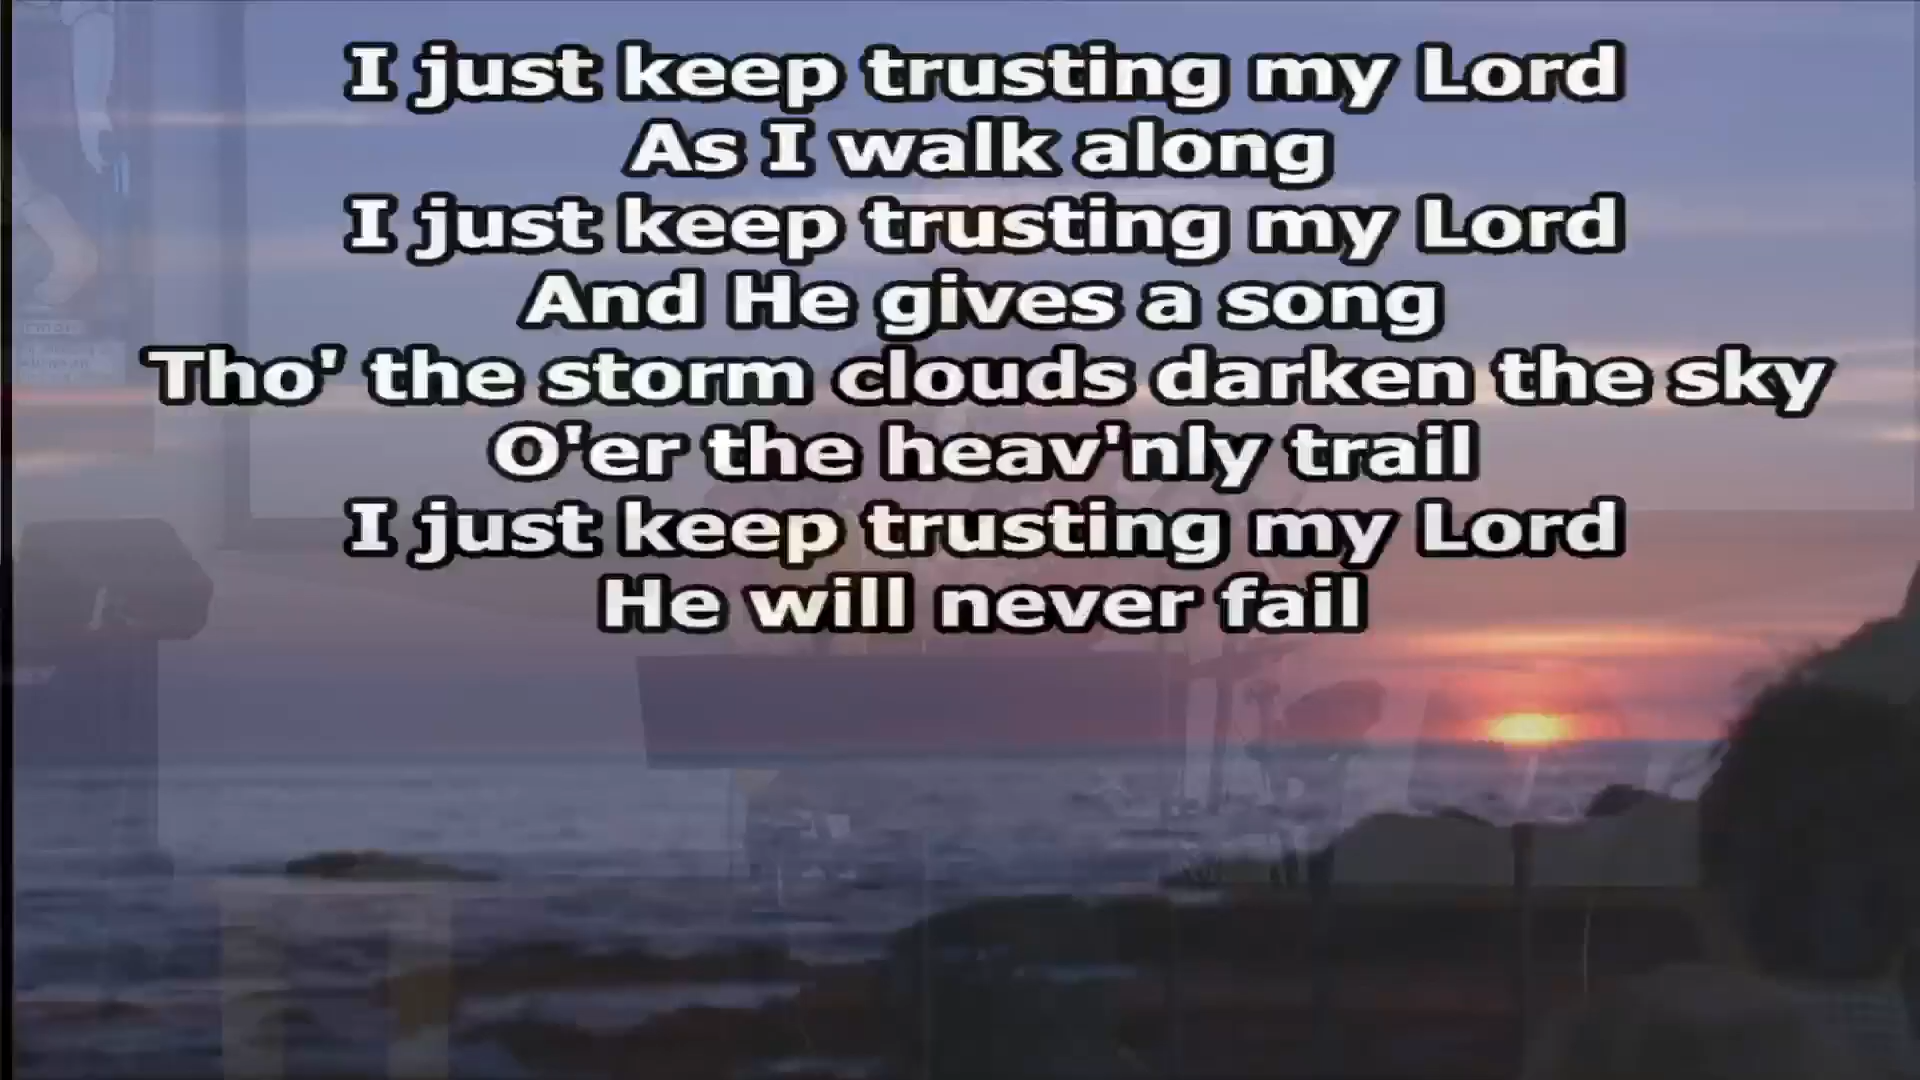 I just keep trusting my Lord
As I walk along
I just keep trusting my Lord
And He gives a song
Tho' the storm clouds darken the sky
O'er the heav'nly trail
I just keep trusting my Lord
He will never fail